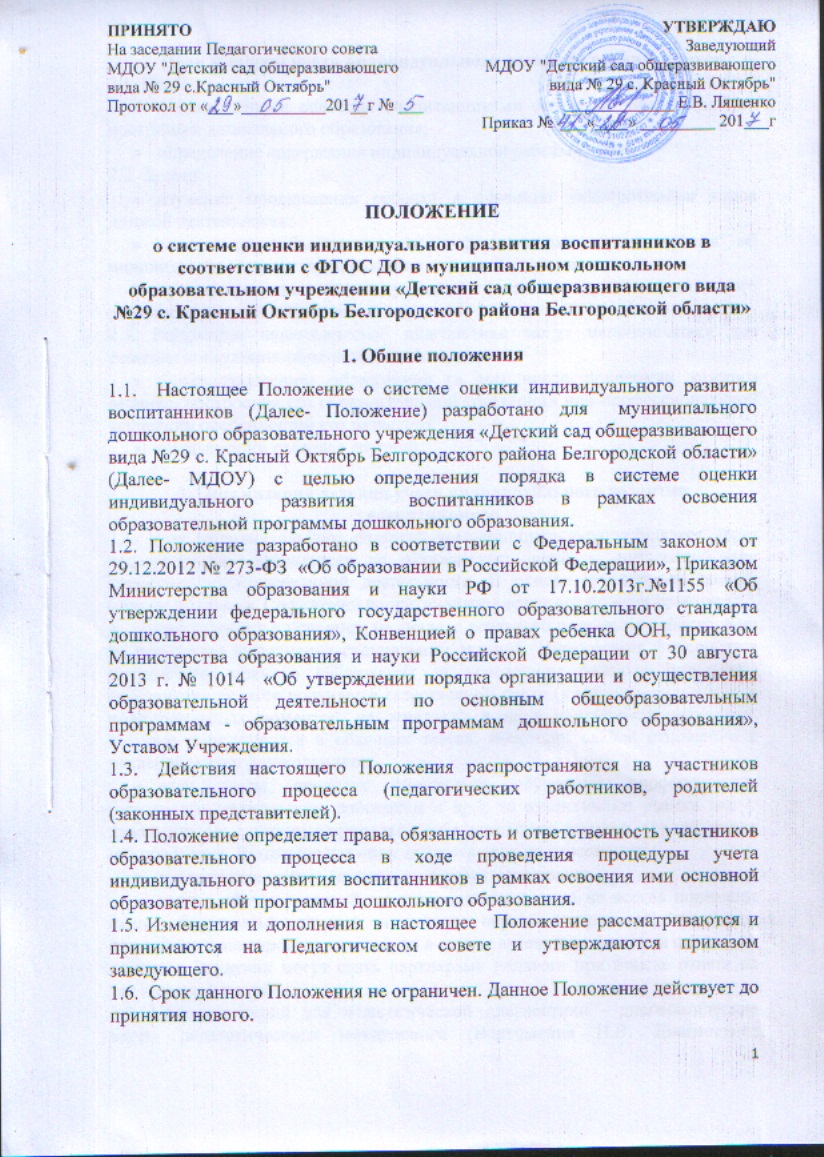 ПРИНЯТО
На заседании Педагогического совета
МДОУ "Детский сад общеразвивающего
вида № 29 с.Красный Октябрь"
Протокол от «29» 05 2017 г № 5
УТВЕРЖДАЮ
Заведующий
МДОУ "Детский сад общеразвивающего
вида № 29 с. Красный Октябрь"
Е.В. Ляшенко
Приказ № « » 05 2017 г
ПОЛОЖЕНИЕ
о системе оценки индивидуального развития воспитанников в
соответствии с ФГОС ДО в муниципальном дошкольном
образовательном учреждении «Детский сад общеразвивающего вида
№29 с. Красный Октябрь Белгородского района Белгородской области»
1. Общие положения
1.1. Настоящее Положение о системе оценки индивидуального развития
воспитанников (Далее- Положение) разработано для муниципального
дошкольного образовательного учреждения «Детский сад общеразвивающего
вида №29 с. Красный Октябрь Белгородского района Белгородской области»
(Далее- МДОУ) с целью определения порядка в системе оценки
индивидуального развития воспитанников в рамках освоения
образовательной программы дошкольного образования.
1.2. Положение разработано в соответствии с Федеральным законом от
29.12.2012 № 273-ФЗ «Об образовании в Российской Федерации», Приказом
Министерства образования и науки РФ от 17.10.2013г.№1155 «Об
утверждении федерального государственного образовательного стандарта
дошкольного образования», Конвенцией о правах ребенка ООН, приказом
Министерства образования и науки Российской Федерации от 30 августа
2013 г. № 1014 «Об утверждении порядка организации и осуществления
образовательной деятельности по основным общеобразовательным
программам - образовательным программам дошкольного образования»,
Уставом Учреждения.
1.3. Действия настоящего Положения распространяются на участников
образовательного процесса (педагогических работников, родителей
(законных представителей).
1.4. Положение определяет права, обязанность и ответственность участников
образовательного процесса в ходе проведения процедуры учета
индивидуального развития воспитанников в рамках освоения ими основной
образовательной программы дошкольного образования.
1.5. Изменения и дополнения в настоящее Положение рассматриваются и
принимаются на Педагогическом совете и утверждаются приказом
заведующего.
1.6. Срок данного Положения не ограничен. Данное Положение действует до
принятия нового.
1